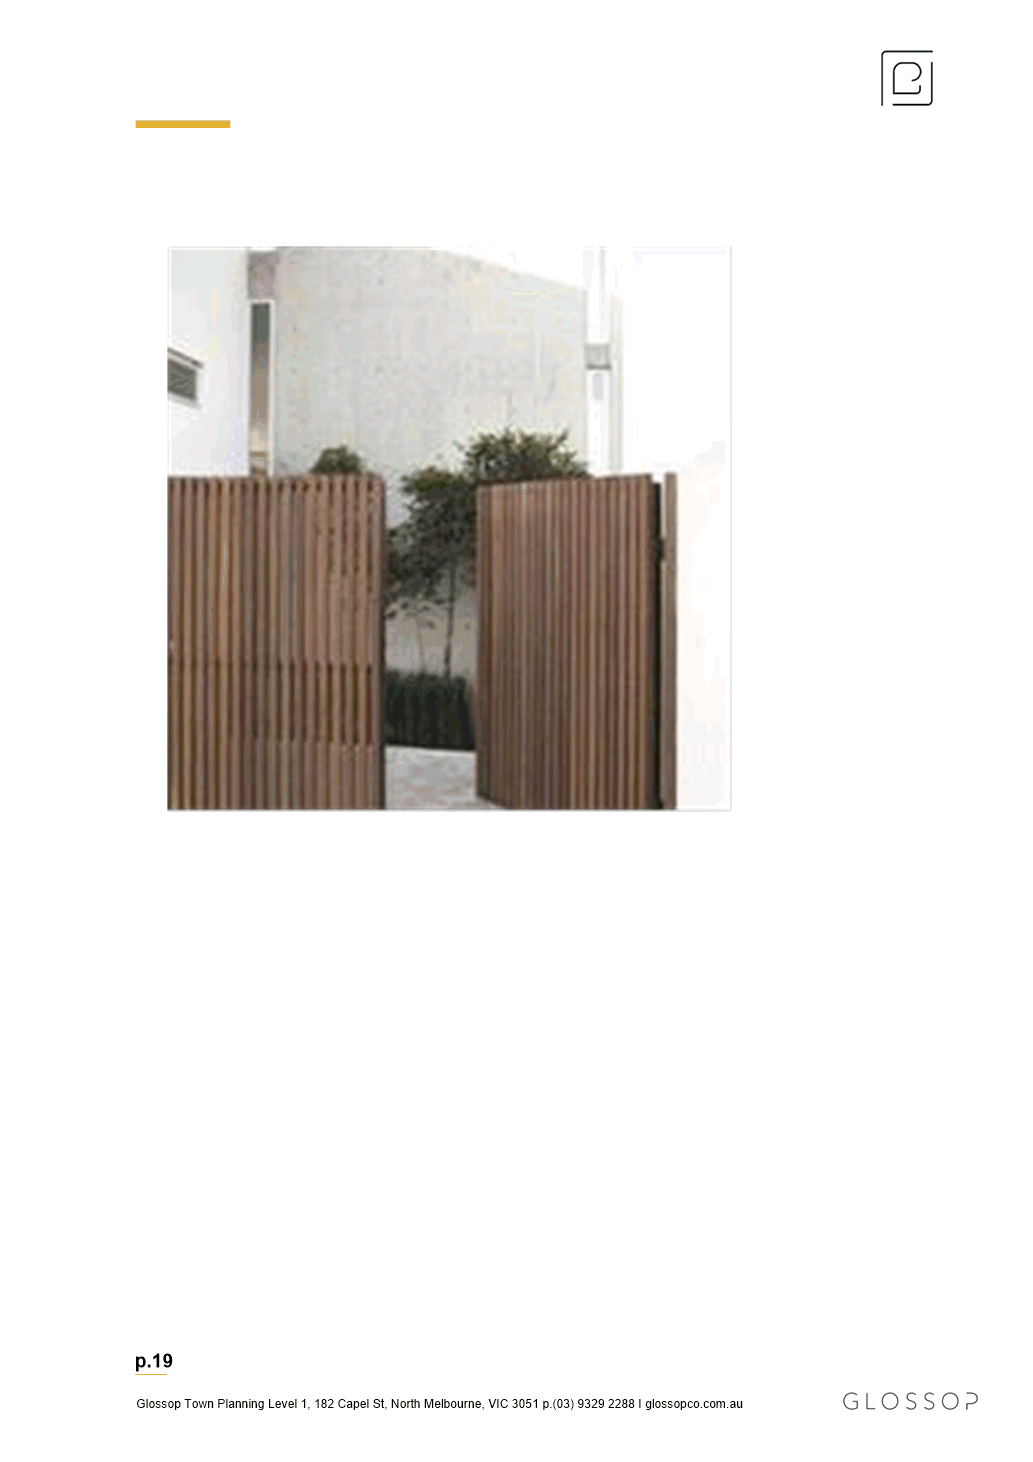 p.19
Glossop Town Planning Level 1, 182 Capel St, North Melbourne, VIC 3051 p.(03) 9329 2288 I glossopco.com.au
GLOSSOP